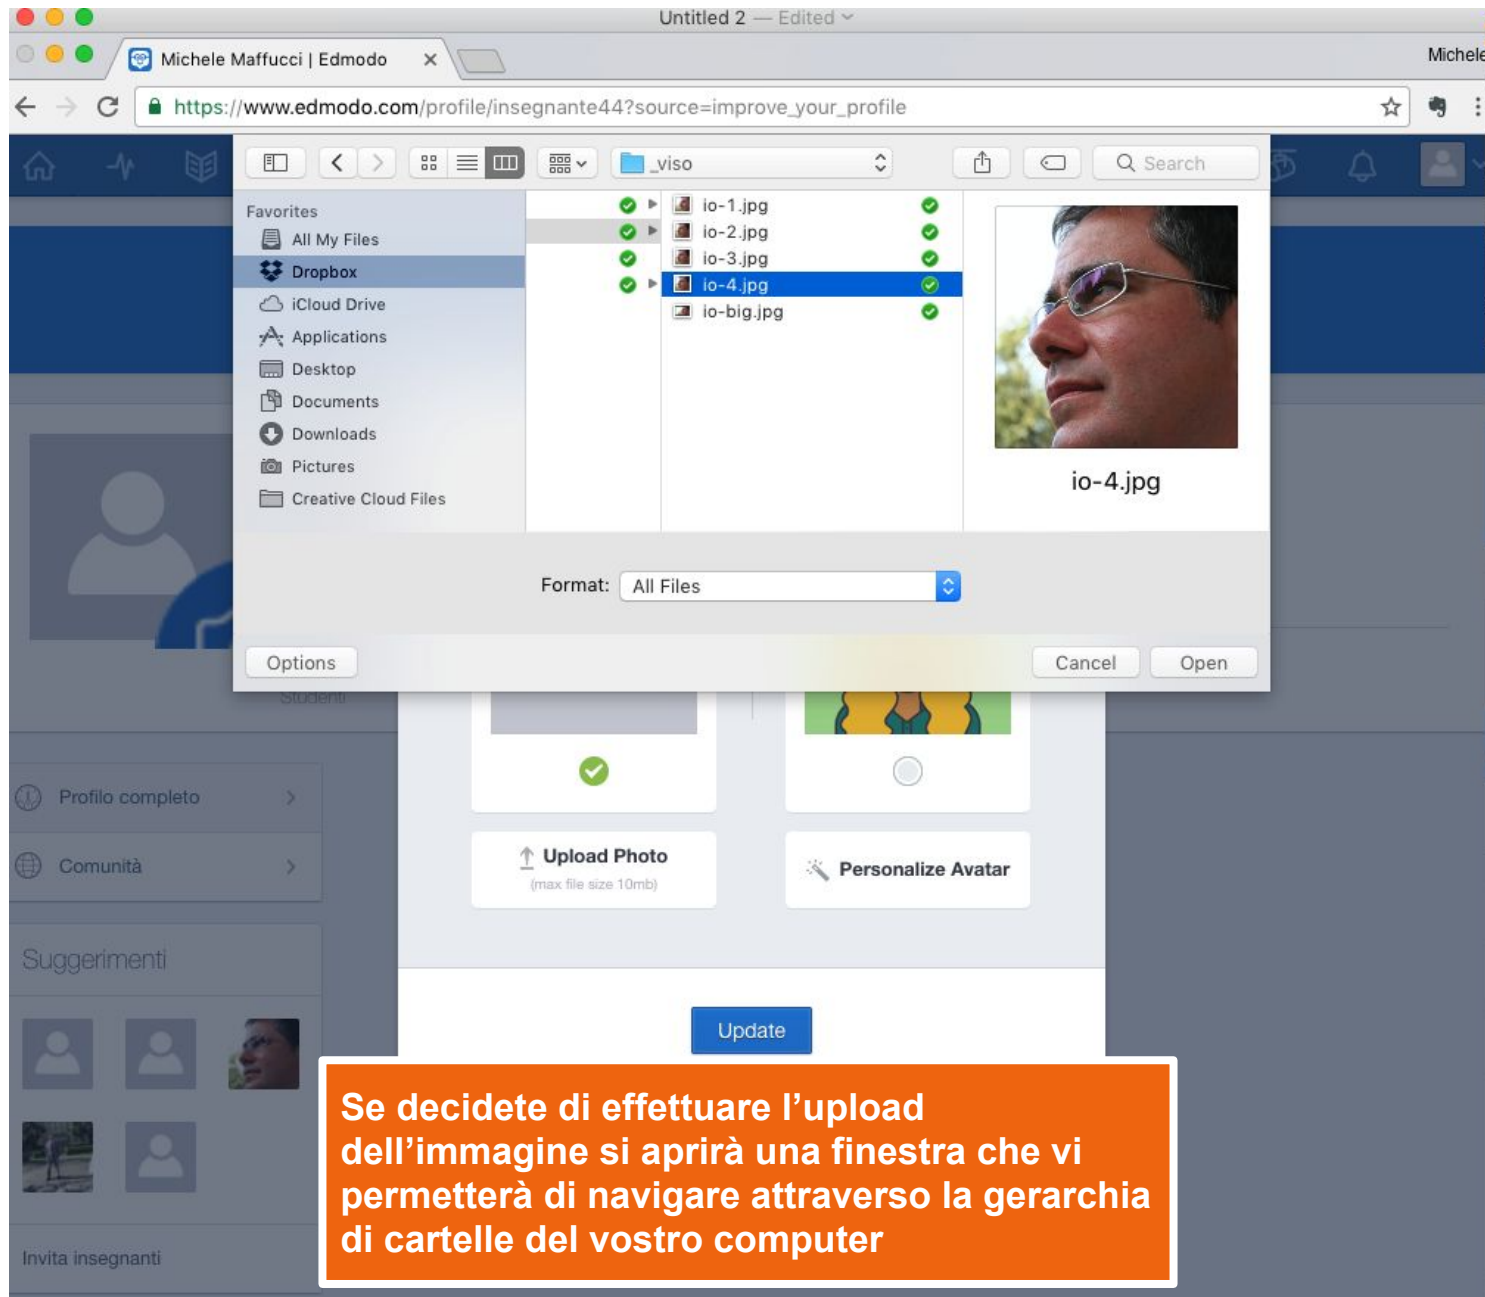 Untitled 2 — Edited
Michele Maffucci | Edmodo
Michele
https://www.edmodo.com/profile/insegnante44?source=improve_your_profile
_viso
Search
Favorites
All My Files
Dropbox
iCloud Drive
Applications
Desktop
Documents
Downloads
Pictures
Creative Cloud Files
io-1.jpg
io-2.jpg
io-3.jpg
io-4.jpg
io-big.jpg
io-4.jpg
Format: All Files
Options
Cancel
Open
Studenti
Profilo completo
Comunità
Upload Photo
(max file size 10mb)
Personalize Avatar
Suggerimenti
Update
Invita insegnanti
Se decidete di effettuare l’upload
dell’immagine si aprirà una finestra che vi
permetterà di navigare attraverso la gerarchia
di cartelle del vostro computer